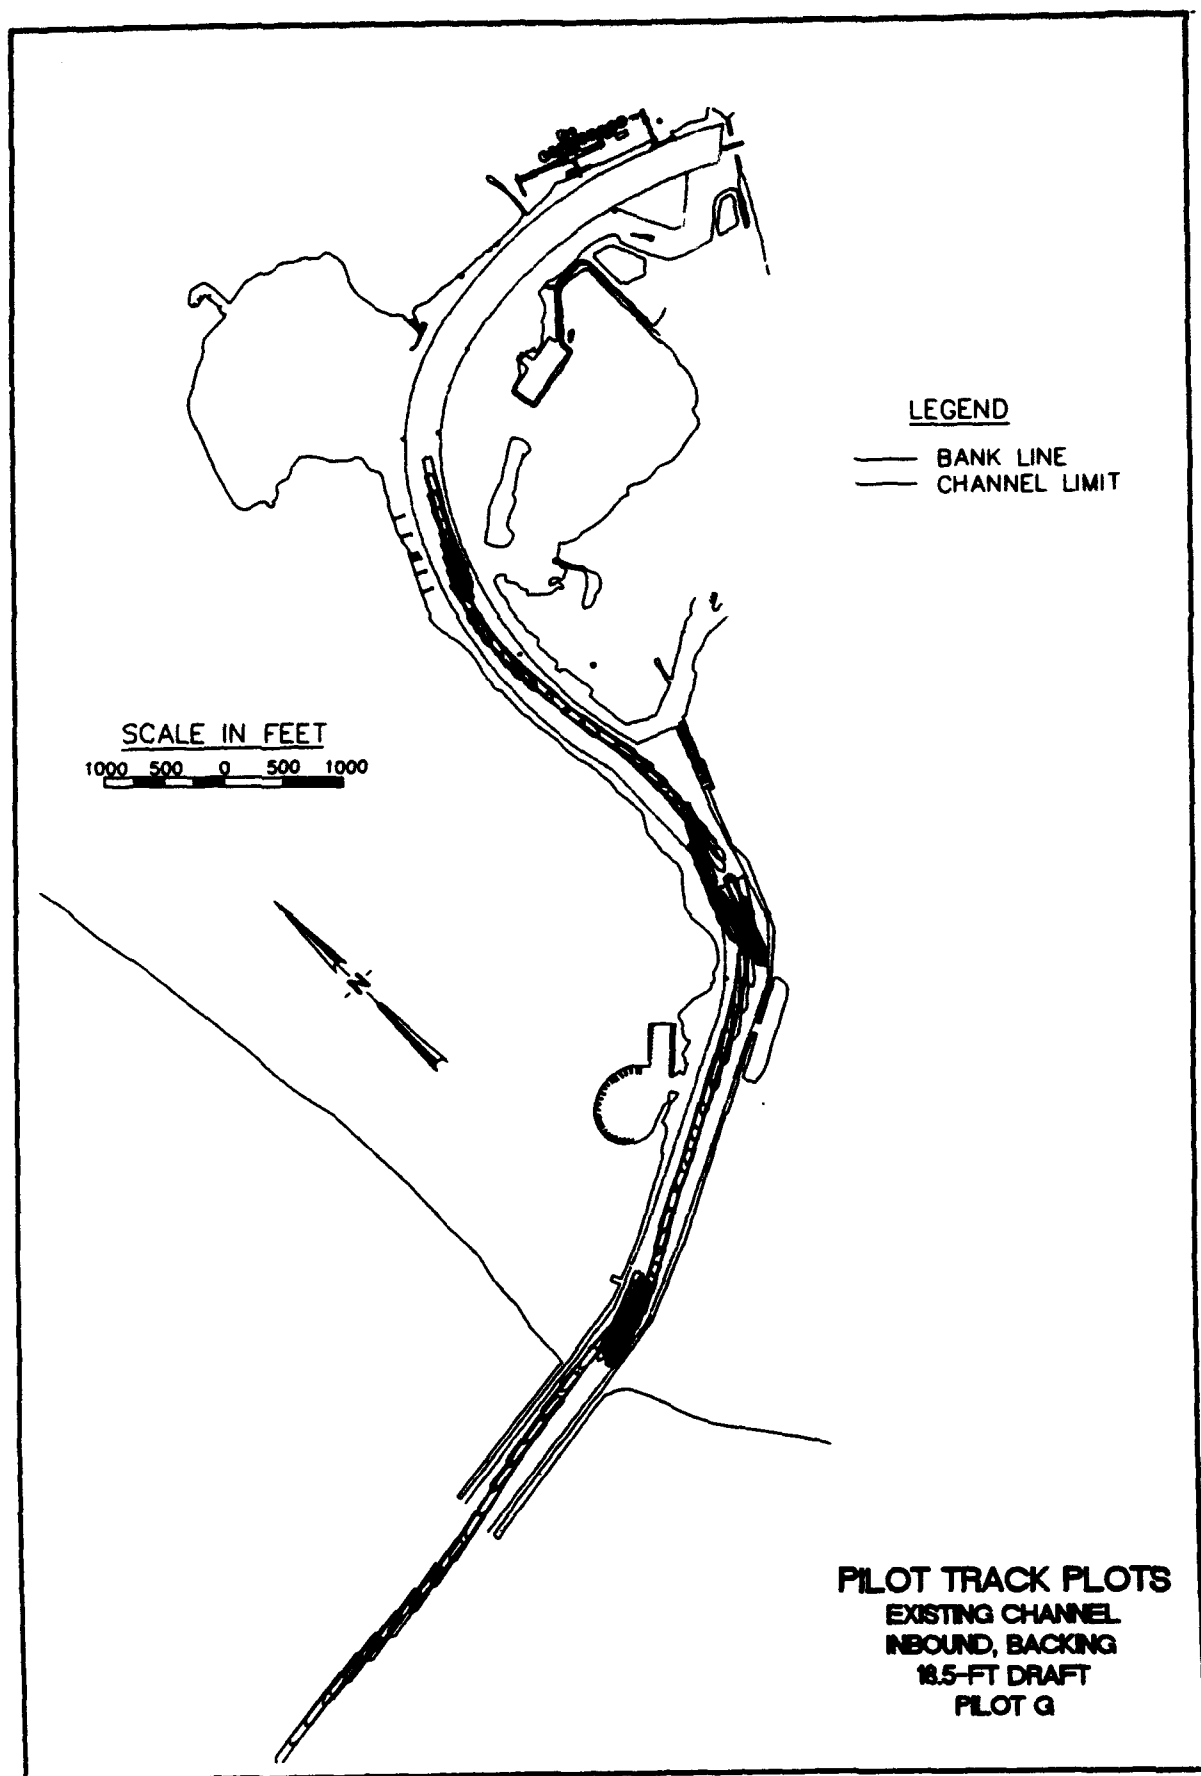 LEGEND
BANK LINE
CHANNEL LIMIT
SCALE IN FEET
1000 500 0 500 1000
N
PILOT TRACK PLOTS
EXISTING CHANNEL
INBOUND, BACKING
18.5-FT DRAFT
PILOT G